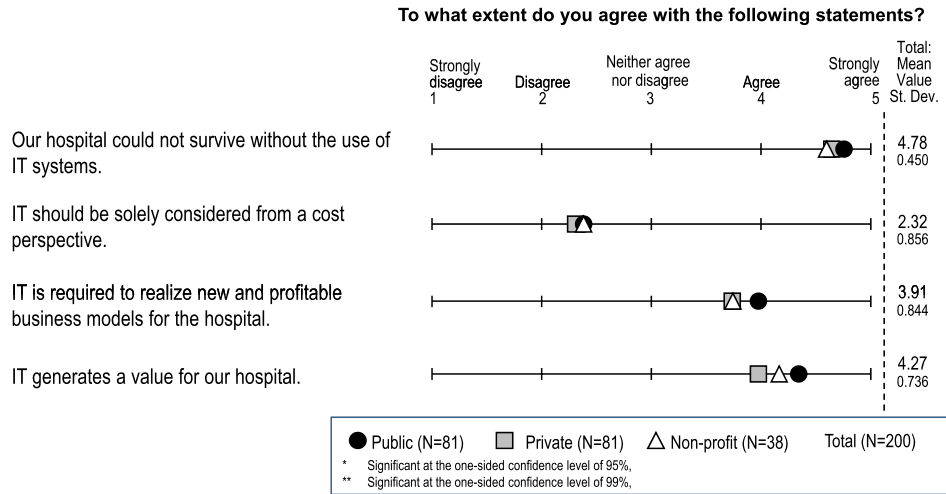 To what extent do you agree with the following statements?
Strongly
disagree
1
Disagree
2
Neither agree
nor disagree
3
Agree
4
Strongly
agree
5
Total:
Mean
Value
St. Dev.
Our hospital could not survive without the use of
IT systems.
4.78
0.450
IT should be solely considered from a cost
perspective.
2.32
0.856
IT is required to realize new and profitable
business models for the hospital.
3.91
0.844
IT generates a value for our hospital.
4.27
0.736
Public (N=81) Private (N=81) Non-profit (N=38) Total (N=200)
* Significant at the one-sided confidence level of 95%,
** Significant at the one-sided confidence level of 99%,